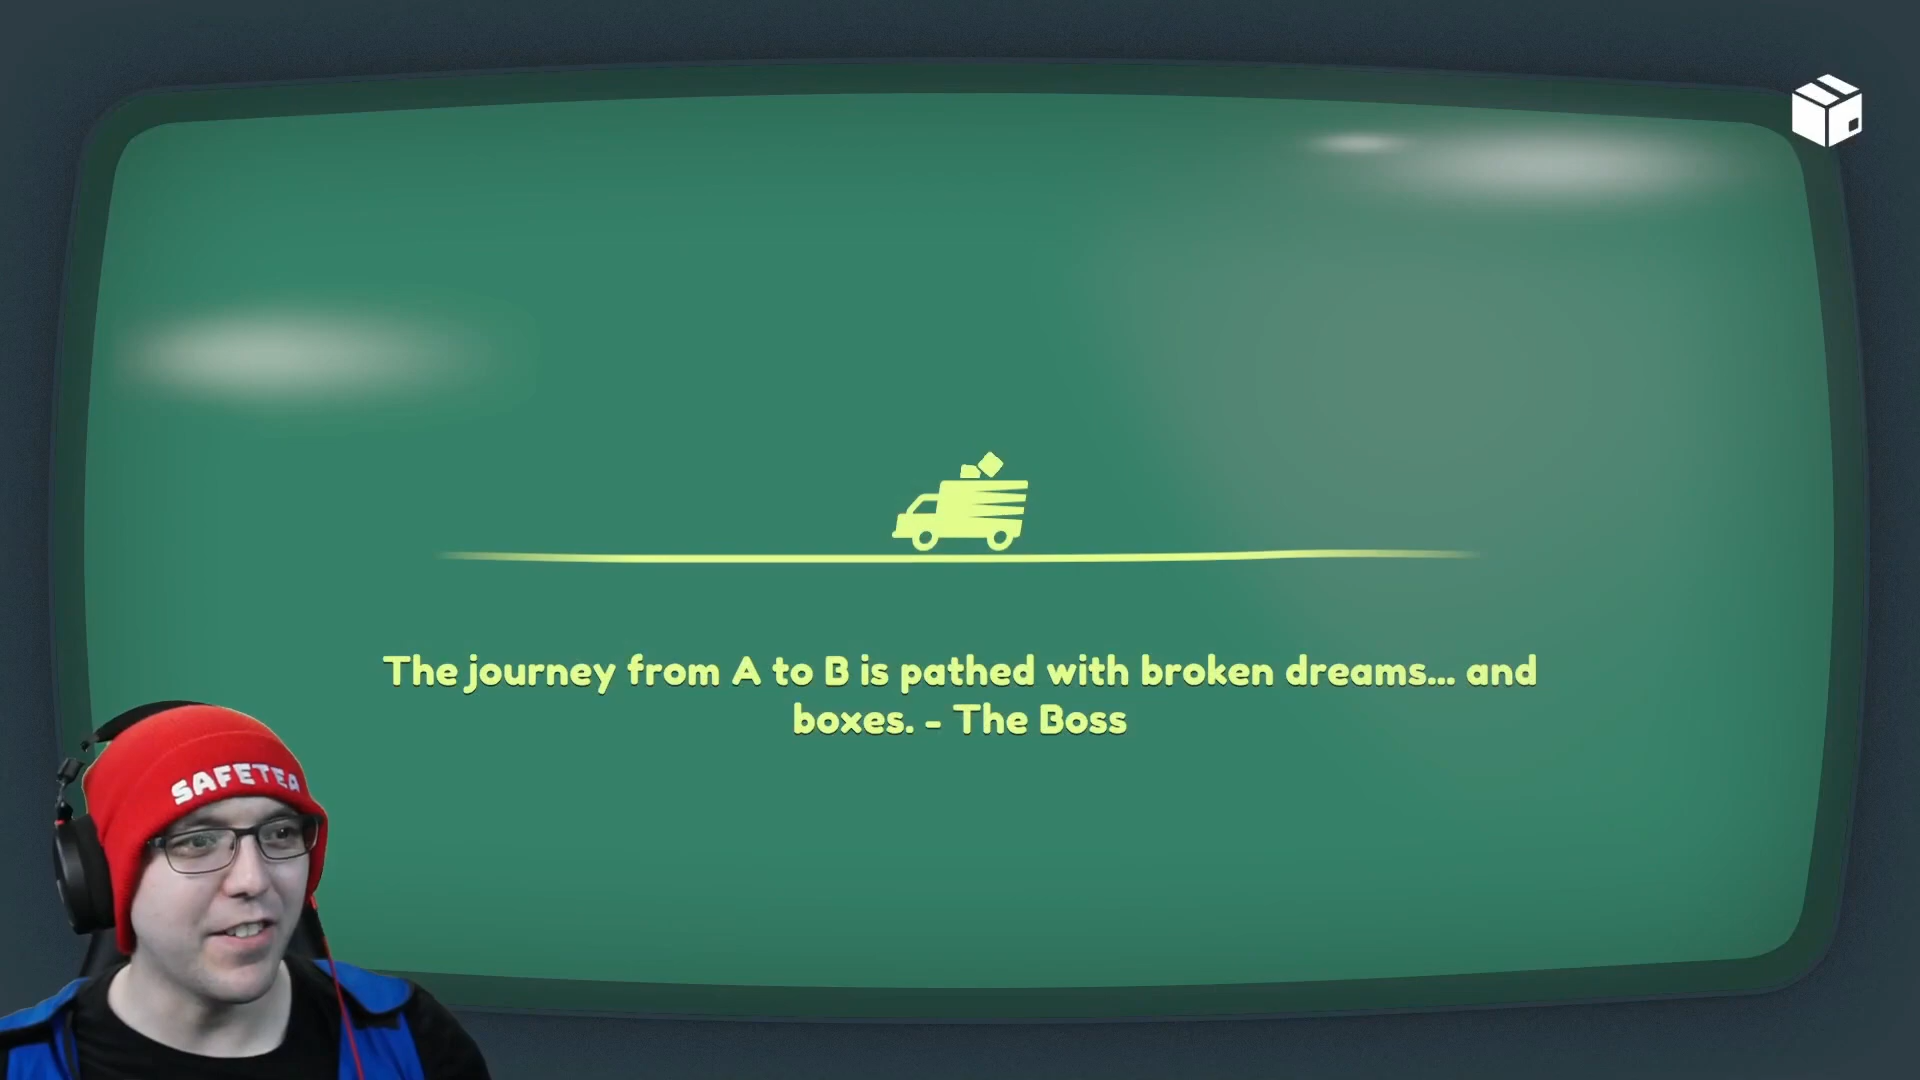 The journey from A to B is pathed with broken dreams... and
boxes. - The Boss
SAFETEA